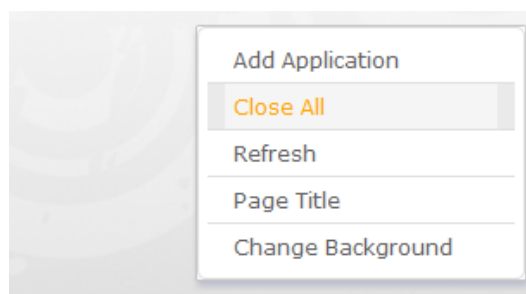 Add Application
Close All
Refresh
Page Title
Change Background